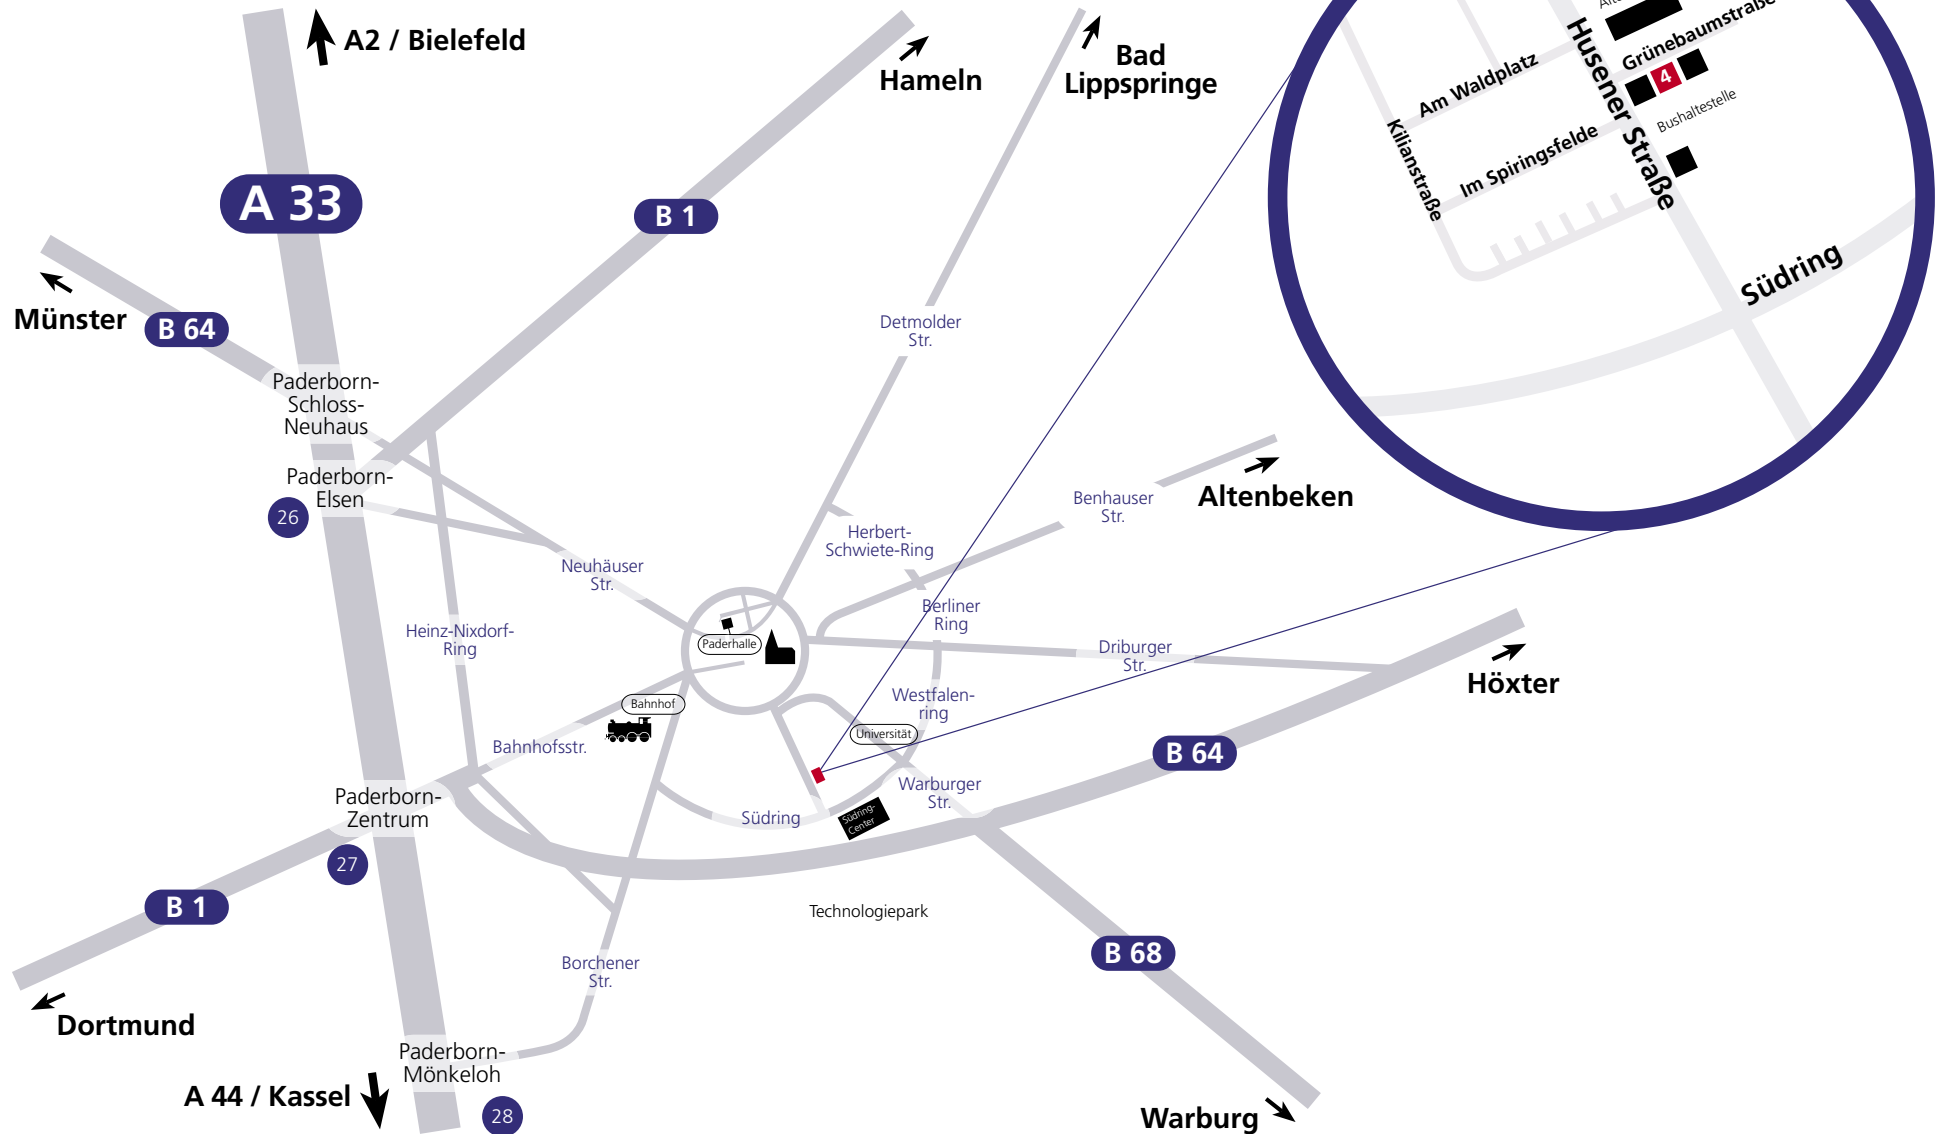 A2 / Bielefeld
Hameln
Bad
Lippspringe
A 33
B 1
Münster
B 64
Husener Straße
Grünebaumstraße
4
Am Waldplatz
Bushaltestelle
Kilianstraße
Im Spiringsfelde
Südring
Detmolder
Str.
Paderborn-
Schloss-
Neuhaus
Paderborn-
Elsen
26
Benhauser
Str.
Altenbeken
Herbert-
Schwiete-Ring
Neuhäuser
Str.
Berliner
Ring
Heinz-Nixdorf-
Ring
Paderhalle
Driburger
Str.
Höxter
Westfalen-
ring
Bahnhof
Universität
Bahnhofsstr.
B 64
Paderborn-
Zentrum
Warburger
Str.
Südring
Südring-
Center
27
B 1
Technologiepark
B 68
Borchener
Str.
Dortmund
Paderborn-
Mönkeloh
A 44 / Kassel
28
Warburg